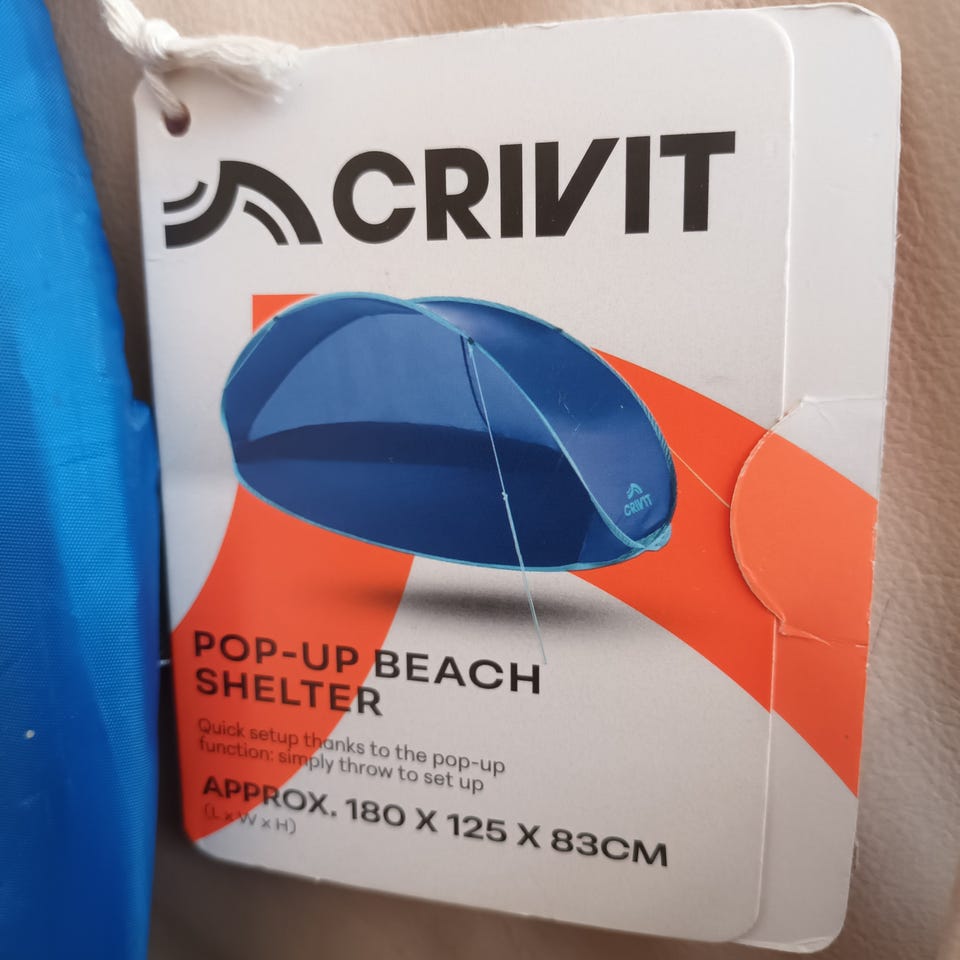 CRIVIT
CRIVIT
POP-UP BEACH
SHELTER
Quick setup thanks to the pop-up
function: simply throw to set up
APPROX. 180 X 125 X 83CM
(L x W x H)